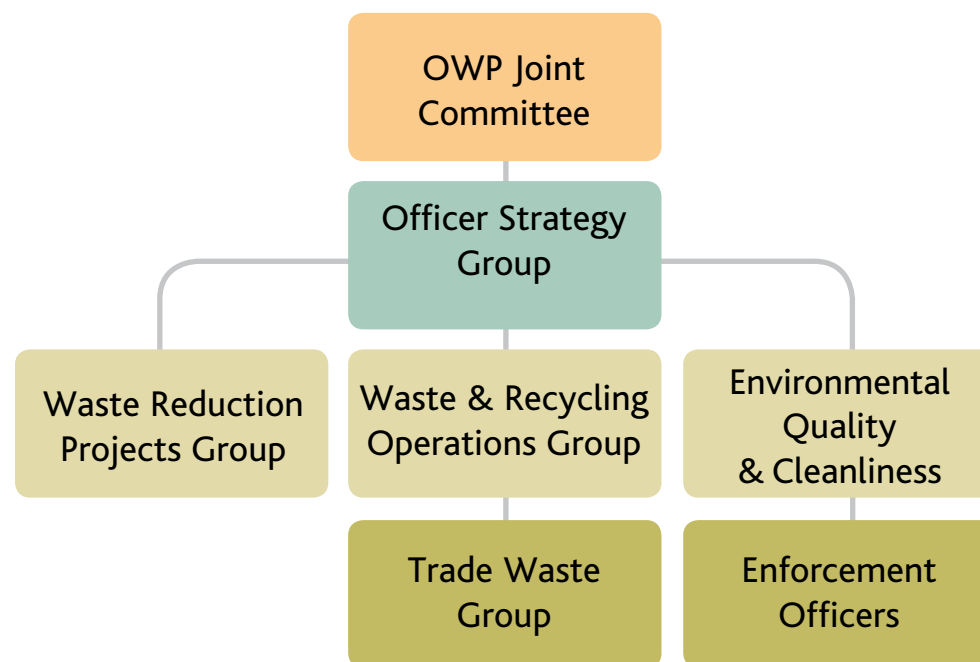 OWP Joint
Committee
Officer Strategy
Group
Waste Reduction
Projects Group
Waste & Recycling
Operations Group
Environmental
Quality
& Cleanliness
Trade Waste
Group
Enforcement
Officers